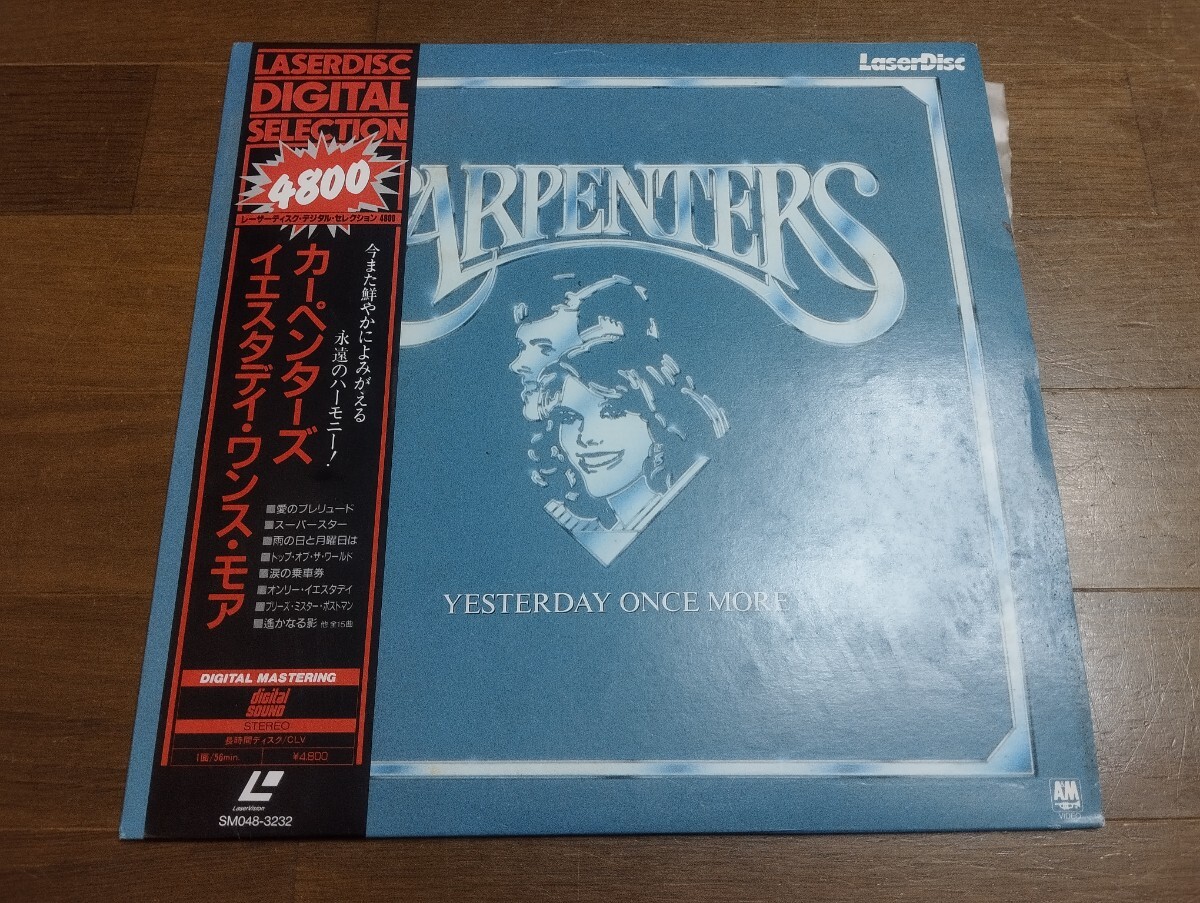 LASERDISC
DIGITAL
SELECTION
4800
レーザーディスク・デジタル・セレクション 4800
今また鮮やかによみがえる
永遠のハーモニー!
カーペンターズ
イエスタデイ・ワンス・モア
■愛のプレリュード
■スーパースター
■雨の日と月曜日は
■トップ・オブ・ザ・ワールド
■涙の乗車券
■オンリー・イエスタデイ
■プリーズ・ミスター・ポストマン
■遙かなる影 他 全15曲
DIGITAL MASTERING
digital
SOUND
STEREO
長時間ディスク/CLV
1面/56min.
¥4,800
LaserVision
SM048-3232
LaserDisc
CARPENTERS
YESTERDAY ONCE MORE
A&M
VIDEO